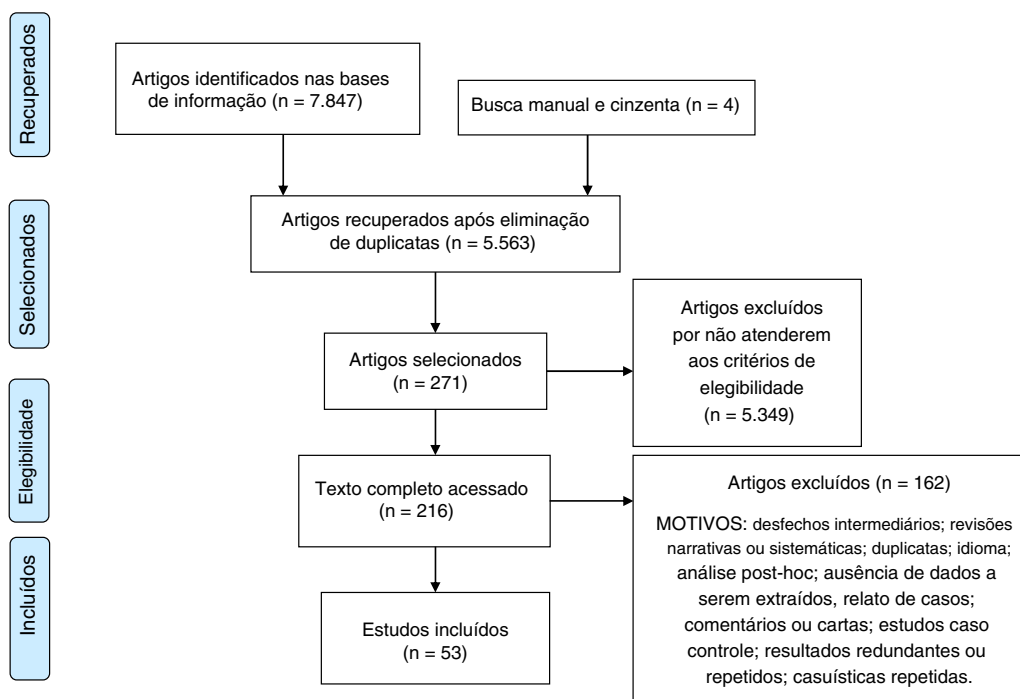 Recuperados
Artigos identificados nas bases
de informação (n = 7.847)
Busca manual e cinzenta (n = 4)
Selecionados
Artigos recuperados após eliminação
de duplicatas (n = 5.563)
Artigos selecionados
(n = 271)
Artigos excluídos
por não atenderem
aos critérios de
elegibilidade
(n = 5.349)
Elegibilidade
Texto completo acessado
(n = 216)
Artigos excluídos (n = 162)
MOTIVOS: desfechos intermediários; revisões
narrativas ou sistemáticas; duplicatas; idioma;
análise post-hoc; ausência de dados a
serem extraídos, relato de casos;
comentários ou cartas; estudos caso
controle; resultados redundantes ou
repetidos; casuísticas repetidas.
Incluídos
Estudos incluídos
(n = 53)